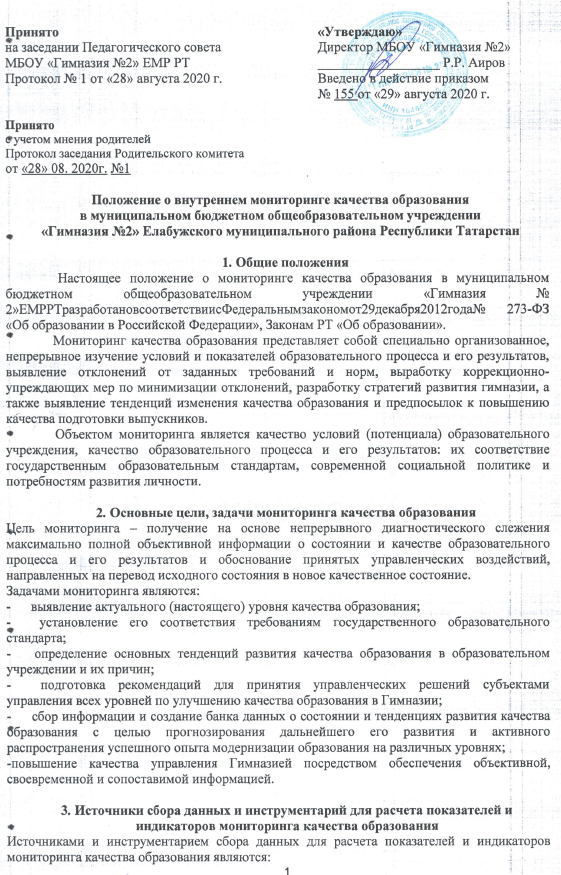 Принято
на заседании Педагогического совета
МБОУ «Гимназия №2» ЕМР РТ
Протокол № 1 от «28» августа 2020 г.
«Утверждаю»
Директор МБОУ «Гимназия №2»
___________________ Р.Р. Аиров
Введено в действие приказом
№ 155 от «29» августа 2020 г.
Принято
с учетом мнения родителей
Протокол заседания Родительского комитета
от «28» 08. 2020г. №1
Положение о внутреннем мониторинге качества образования
в муниципальном бюджетном общеобразовательном учреждении
«Гимназия №2» Елабужского муниципального района Республики Татарстан
1. Общие положения
Настоящее положение о мониторинге качества образования в муниципальном
бюджетном общеобразовательном учреждении «Гимназия №
2»ЕМРРТразработановсоответствиисФедеральнымзакономот29декабря2012года№ 273-ФЗ
«Об образовании в Российской Федерации», Законам РТ «Об образовании».
Мониторинг качества образования представляет собой специально организованное,
непрерывное изучение условий и показателей образовательного процесса и его результатов,
выявление отклонений от заданных требований и норм, выработку коррекционно-
упреждающих мер по минимизации отклонений, разработку стратегий развития гимназии, а
также выявление тенденций изменения качества образования и предпосылок к повышению
качества подготовки выпускников.
Объектом мониторинга является качество условий (потенциала) образовательного
учреждения, качество образовательного процесса и его результатов: их соответствие
государственным образовательным стандартам, современной социальной политике и
потребностям развития личности.
2. Основные цели, задачи мониторинга качества образования
Цель мониторинга – получение на основе непрерывного диагностического слежения
максимально полной объективной информации о состоянии и качестве образовательного
процесса и его результатов и обоснование принятых управленческих воздействий,
направленных на перевод исходного состояния в новое качественное состояние.
Задачами мониторинга являются:
- выявление актуального (настоящего) уровня качества образования;
- установление его соответствия требованиям государственного образовательного
стандарта;
- определение основных тенденций развития качества образования в образовательном
учреждении и их причин;
- подготовка рекомендаций для принятия управленческих решений субъектами
управления всех уровней по улучшению качества образования в Гимназии;
- сбор информации и создание банка данных о состоянии и тенденциях развития качества
образования с целью прогнозирования дальнейшего его развития и активного
распространения успешного опыта модернизации образования на различных уровнях;
-повышение качества управления Гимназией посредством обеспечения объективной,
своевременной и сопоставимой информацией.
3. Источники сбора данных и инструментарий для расчета показателей и
индикаторов мониторинга качества образования
Источниками и инструментарием сбора данных для расчета показателей и индикаторов
мониторинга качества образования являются:
1